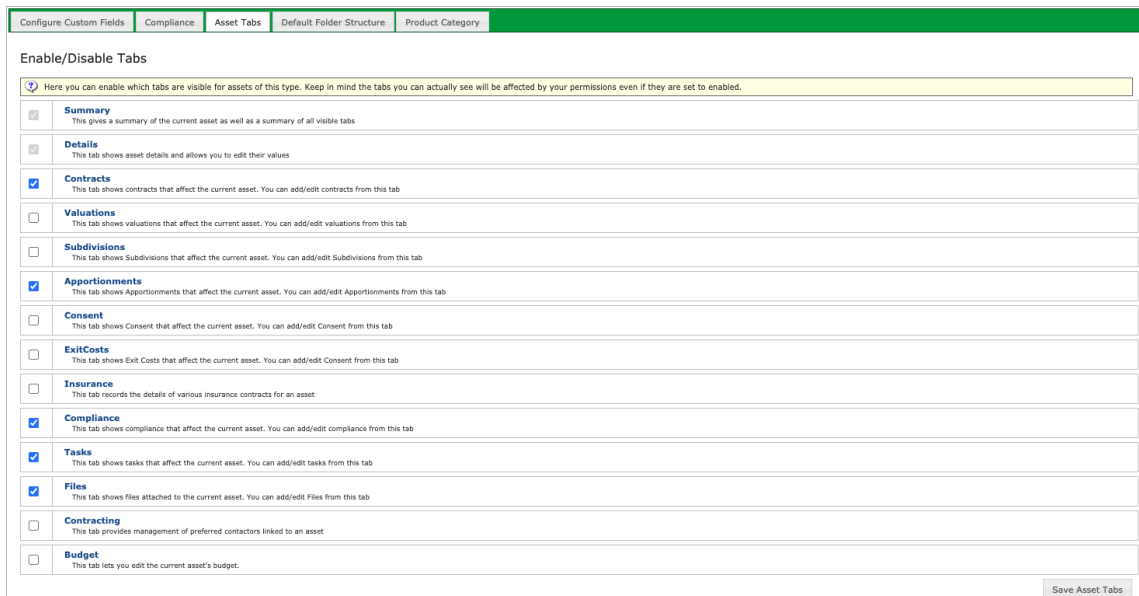 Configure Custom Fields Compliance Asset Tabs Default Folder Structure Product Category
Enable/Disable Tabs
Here you can enable which tabs are visible for assets of this type. Keep in mind the tabs you can actually see will be affected by your permissions even if they are set to enabled.
Summary
This gives a summary of the current asset as well as a summary of all visible tabs
Details
This tab shows asset details and allows you to edit their values
Contracts
This tab shows contracts that affect the current asset. You can add/edit contracts from this tab
Valuations
This tab shows valuations that affect the current asset. You can add/edit valuations from this tab
Subdivisions
This tab shows Subdivisions that affect the current asset. You can add/edit Subdivisions from this tab
Apportionments
This tab shows Apportionments that affect the current asset. You can add/edit Apportionments from this tab
Consent
This tab shows Consent that affect the current asset. You can add/edit Consent from this tab
ExitCosts
This tab shows Exit Costs that affect the current asset. You can add/edit Consent from this tab
Insurance
This tab records the details of various insurance contracts for an asset
Compliance
This tab shows compliance that affect the current asset. You can add/edit compliance from this tab
Tasks
This tab shows tasks that affect the current asset. You can add/edit tasks from this tab
Files
This tab shows files attached to the current asset. You can add/edit Files from this tab
Contracting
This tab provides management of preferred contactors linked to an asset
Budget
This tab lets you edit the current asset's budget.
Save Asset Tabs